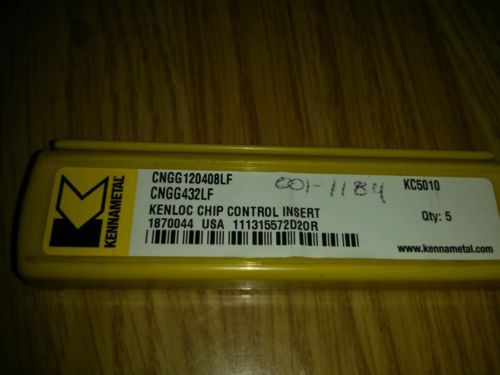 KENNAMETAL
CNGG120408LF
CNGG432LF
001-1184
KC5010
KENLOC CHIP CONTROL INSERT
1870044 USA 111315572D20R
Qty: 5
www.kennametal.com